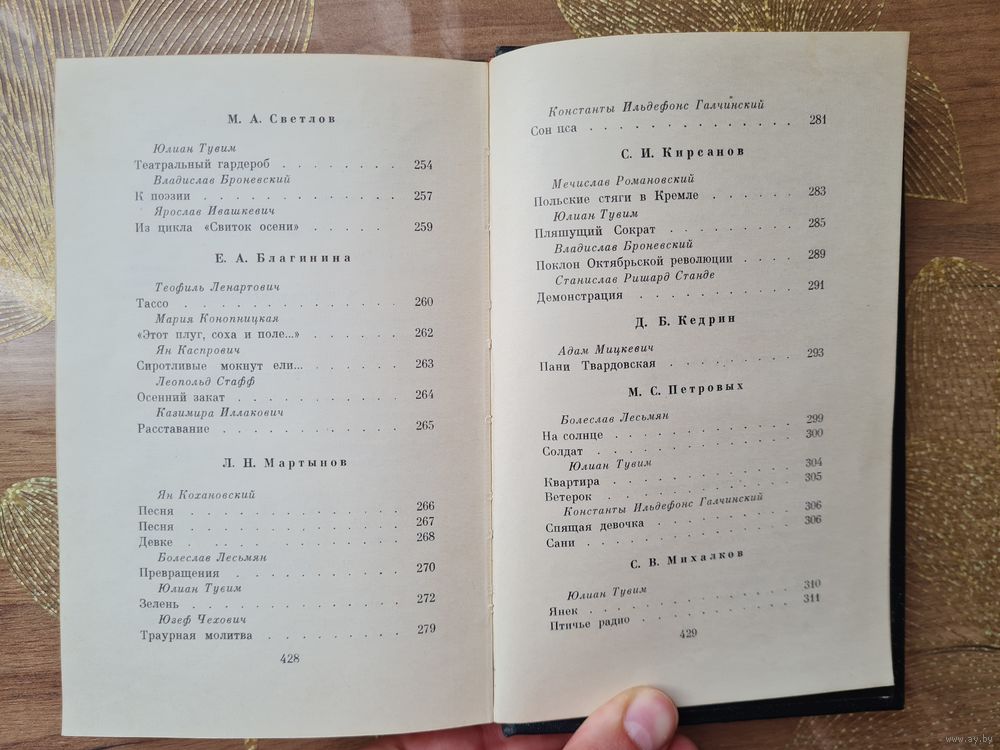 М. А. Светлов
Юлиан Тувим
Театральный гардероб . . . . . . . . 254
Владислав Броневский
К поэзии . . . . . . . . . . . . 257
Ярослав Ивашкевич
Из цикла «Свиток осени» . . . . . . 259
Е. А. Благинина
Теофиль Ленартович
Тассо . . . . . . . . . . . . . 260
Мария Конопницкая
«Этот плуг, соха и поле...» . . . . . . 262
Ян Каспрович
Сиротливые мокнут ели... . . . . . . 263
Леопольд Стафф
Осенний закат . . . . . . . . . . 264
Казимира Иллакович
Расставание . . . . . . . . . . . 265
Л. Н. Мартынов
Ян Кохановский
Песня . . . . . . . . . . . . . 266
Песня . . . . . . . . . . . . . 267
Девке . . . . . . . . . . . . . 268
Болеслав Лесьмян
Превращения . . . . . . . . . . 270
Юлиан Тувим
Зелень . . . . . . . . . . . . . 272
Юзеф Чехович
Траурная молитва . . . . . . . . . 279
428
Константы Ильдефонс Галчинский
Сон пса . . . . . . . . . . . . . 281
С. И. Кирсанов
Мечислав Романовский
Польские стяги в Кремле . . . . . . 283
Юлиан Тувим
Пляшущий Сократ . . . . . . . . . 285
Владислав Броневский
Поклон Октябрьской революции . . . . 289
Станислав Ришард Станде
Демонстрация . . . . . . . . . . 291
Д. Б. Кедрин
Адам Мицкевич
Пани Твардовская . . . . . . . . . 293
М. С. Петровых
Болеслав Лесьмян
На солнце . . . . . . . . . . . . 299
Солдат . . . . . . . . . . . . . 300
Юлиан Тувим
Квартира . . . . . . . . . . . . 304
Ветерок . . . . . . . . . . . . . 305
Константы Ильдефонс Галчинский
Спящая девочка . . . . . . . . . . 306
Сани . . . . . . . . . . . . . . 306
С. В. Михалков
Юлиан Тувим
Янек . . . . . . . . . . . . . . 310
Птичье радио . . . . . . . . . . . 311
429
www.ay.by